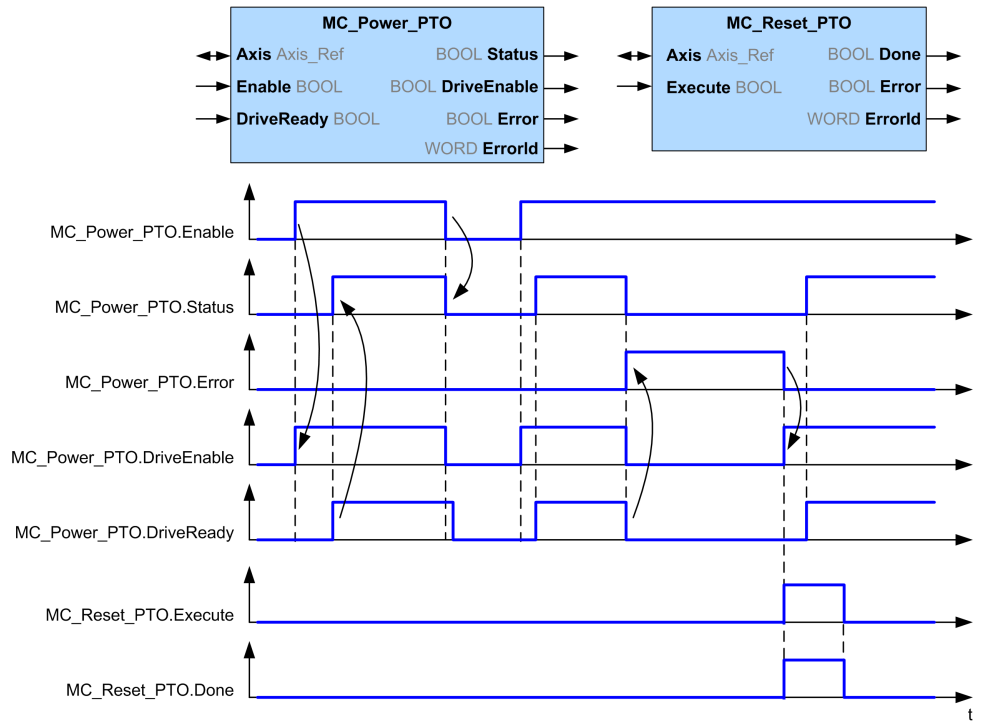 MC_Power_PTO
Axis Axis_Ref
BOOL Status
Enable BOOL
BOOL DriveEnable
DriveReady BOOL
BOOL Error
WORD ErrorId
MC_Reset_PTO
Axis Axis_Ref
BOOL Done
Execute BOOL
BOOL Error
WORD ErrorId
MC_Power_PTO.Enable
MC_Power_PTO.Status
MC_Power_PTO.Error
MC_Power_PTO.DriveEnable
MC_Power_PTO.DriveReady
MC_Reset_PTO.Execute
MC_Reset_PTO.Done
t